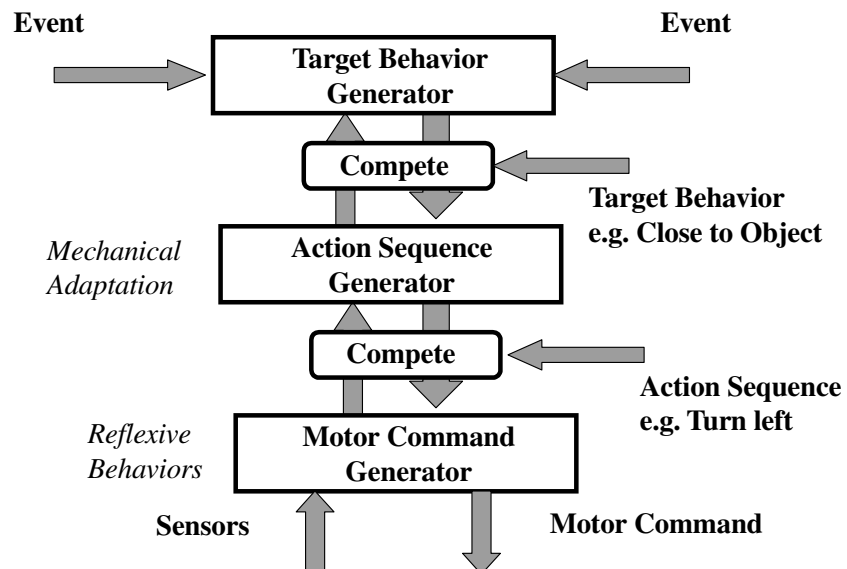 Event
Event
Target Behavior
Generator
Compete
Target Behavior
e.g. Close to Object
Mechanical
Adaptation
Action Sequence
Generator
Compete
Action Sequence
e.g. Turn left
Reflexive
Behaviors
Motor Command
Generator
Sensors
Motor Command